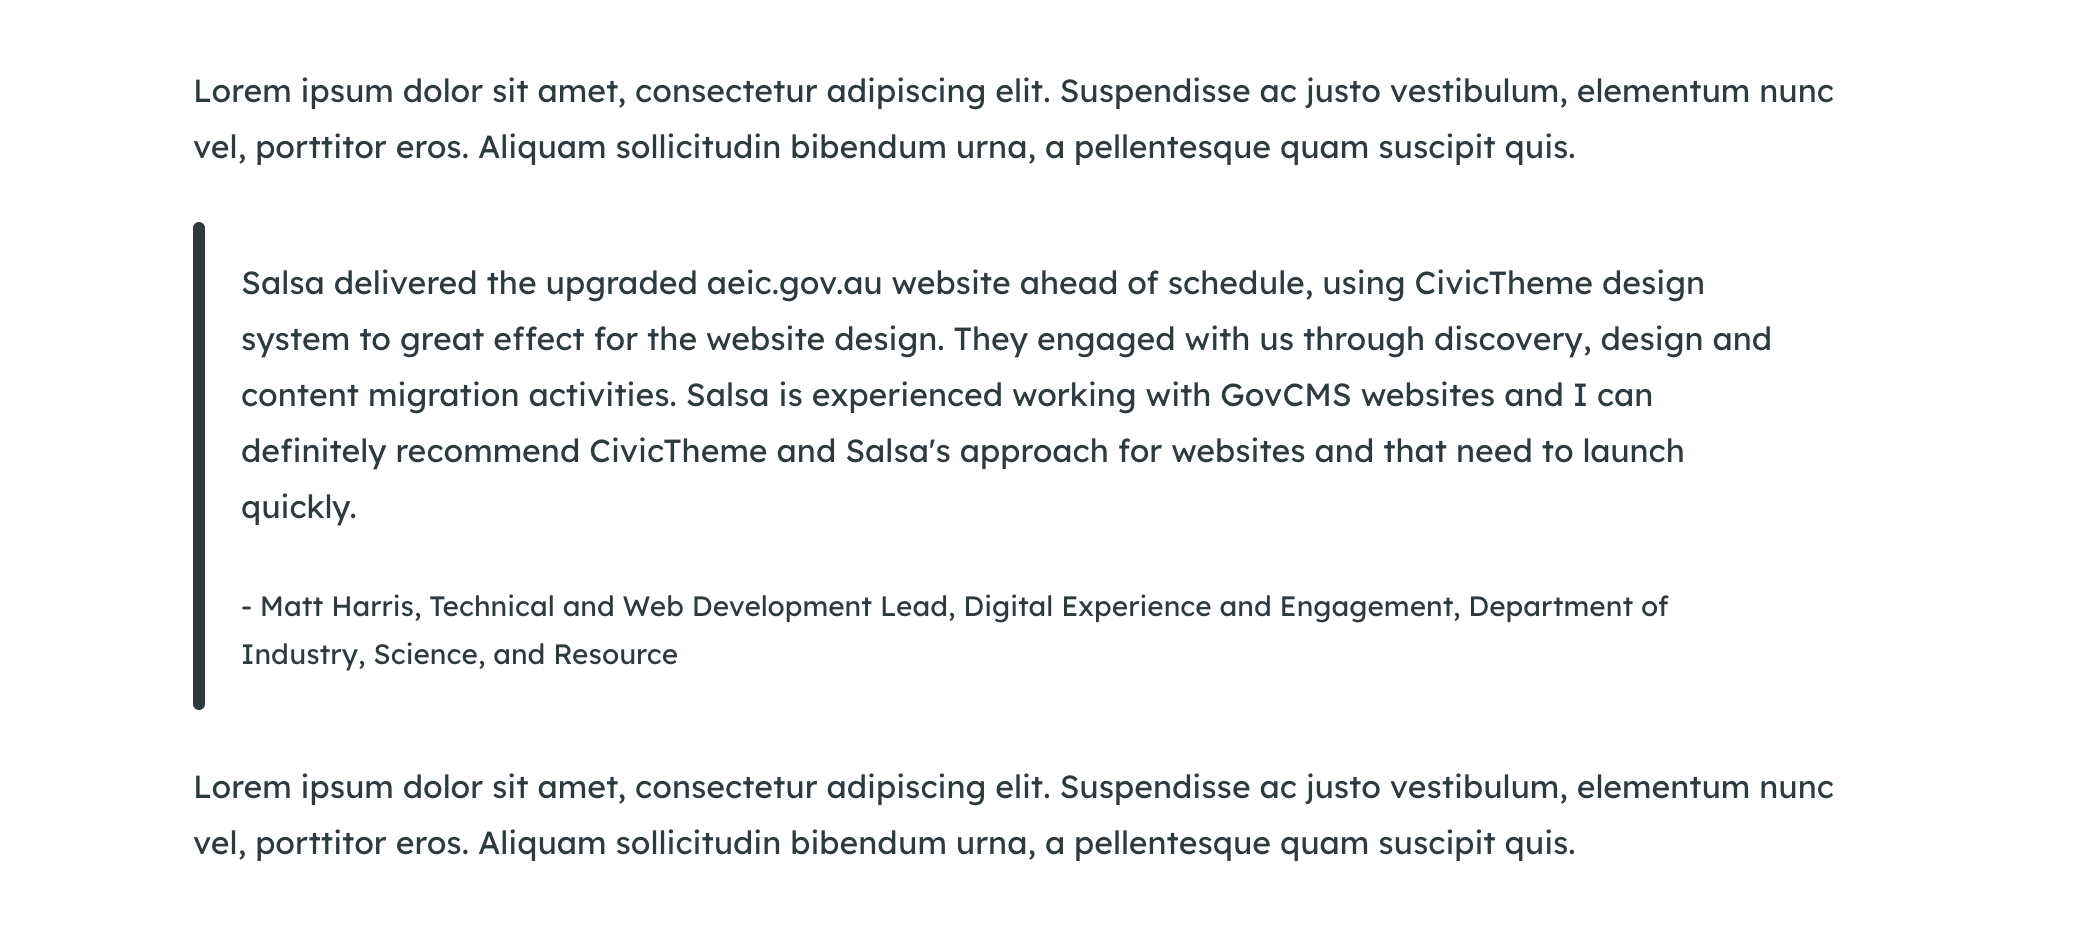 Lorem ipsum dolor sit amet, consectetur adipiscing elit. Suspendisse ac justo vestibulum, elementum nunc
vel, porttitor eros. Aliquam sollicitudin bibendum urna, a pellentesque quam suscipit quis.
Salsa delivered the upgraded aeic.gov.au website ahead of schedule, using CivicTheme design
system to great effect for the website design. They engaged with us through discovery, design and
content migration activities. Salsa is experienced working with GovCMS websites and I can
definitely recommend CivicTheme and Salsa's approach for websites and that need to launch
quickly.
- Matt Harris, Technical and Web Development Lead, Digital Experience and Engagement, Department of
Industry, Science, and Resource
Lorem ipsum dolor sit amet, consectetur adipiscing elit. Suspendisse ac justo vestibulum, elementum nunc
vel, porttitor eros. Aliquam sollicitudin bibendum urna, a pellentesque quam suscipit quis.